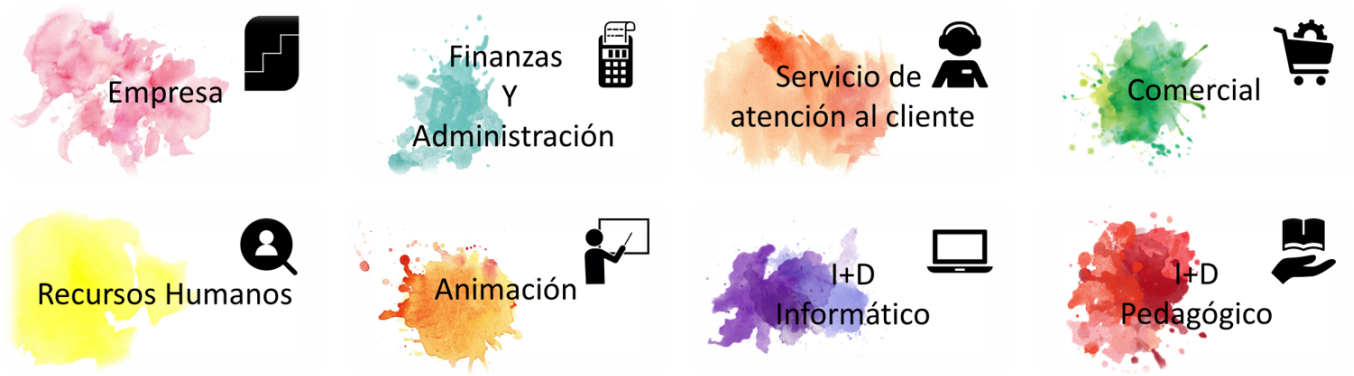 Empresa
Finanzas
Y
Administración
Servicio de
atención al cliente
Comercial
Recursos Humanos
Animación
I+D
Informático
I+D
Pedagógico